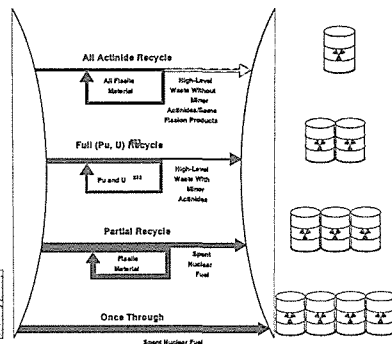 All Actinide Recycle
All Fissile
Material
High-Level
Waste Without
Minor
Actinides/Some
Fission Products
Full (Pu, U) Recycle
Pu and U
High-Level
Waste With
Minor
Actinides
Partial Recycle
Fissile
Material
Spent
Nuclear
Fuel
Once Through
Spent Nuclear Fuel